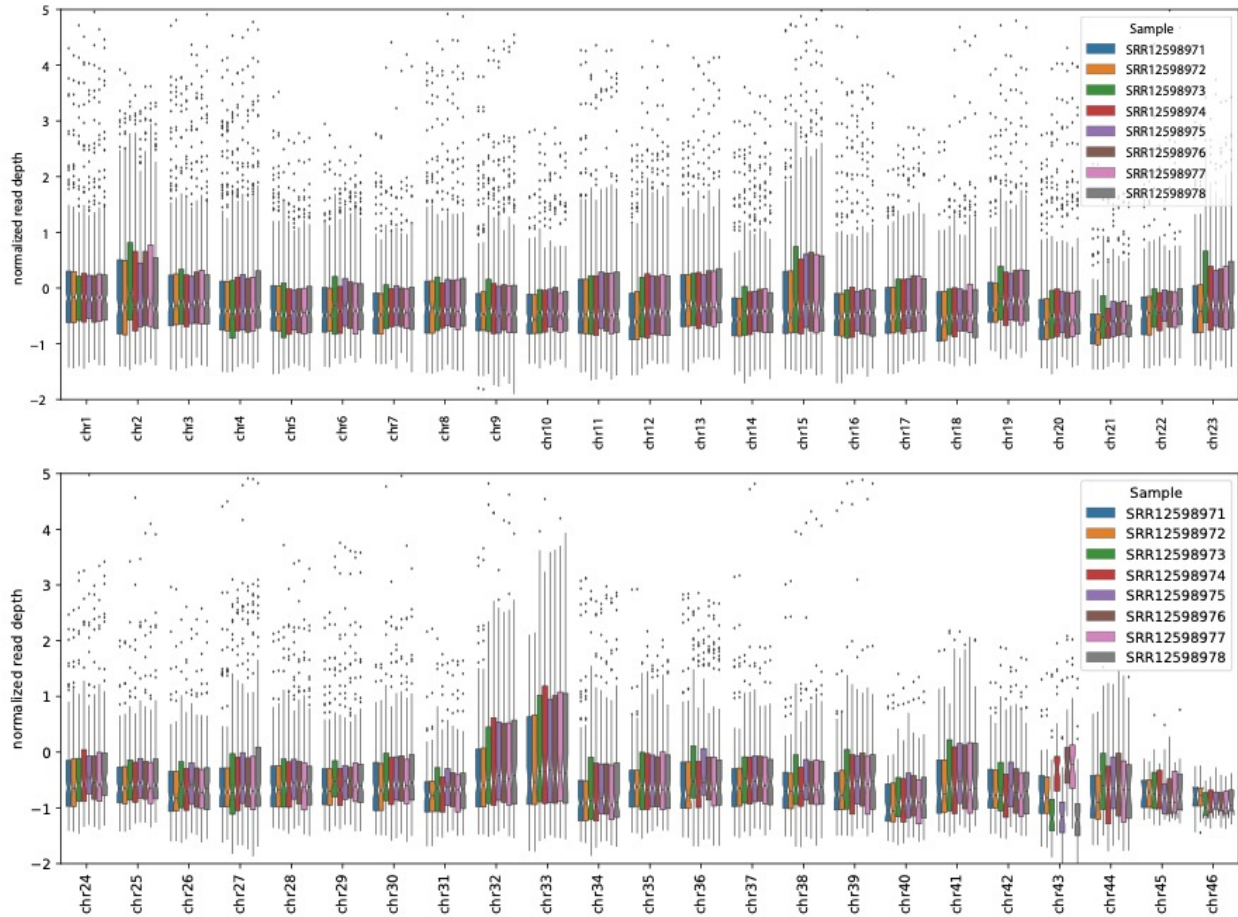 5
4
3
2
1
0
−1
−2
normalized read depth
Sample
SRR12598971
SRR12598972
SRR12598973
SRR12598974
SRR12598975
SRR12598976
SRR12598977
SRR12598978
chr1 chr2 chr3 chr4 chr5 chr6 chr7 chr8 chr9 chr10 chr11 chr12 chr13 chr14 chr15 chr16 chr17 chr18 chr19 chr20 chr21 chr22 chr23
5
4
3
2
1
0
−1
−2
normalized read depth
Sample
SRR12598971
SRR12598972
SRR12598973
SRR12598974
SRR12598975
SRR12598976
SRR12598977
SRR12598978
chr24 chr25 chr26 chr27 chr28 chr29 chr30 chr31 chr32 chr33 chr34 chr35 chr36 chr37 chr38 chr39 chr40 chr41 chr42 chr43 chr44 chr45 chr46